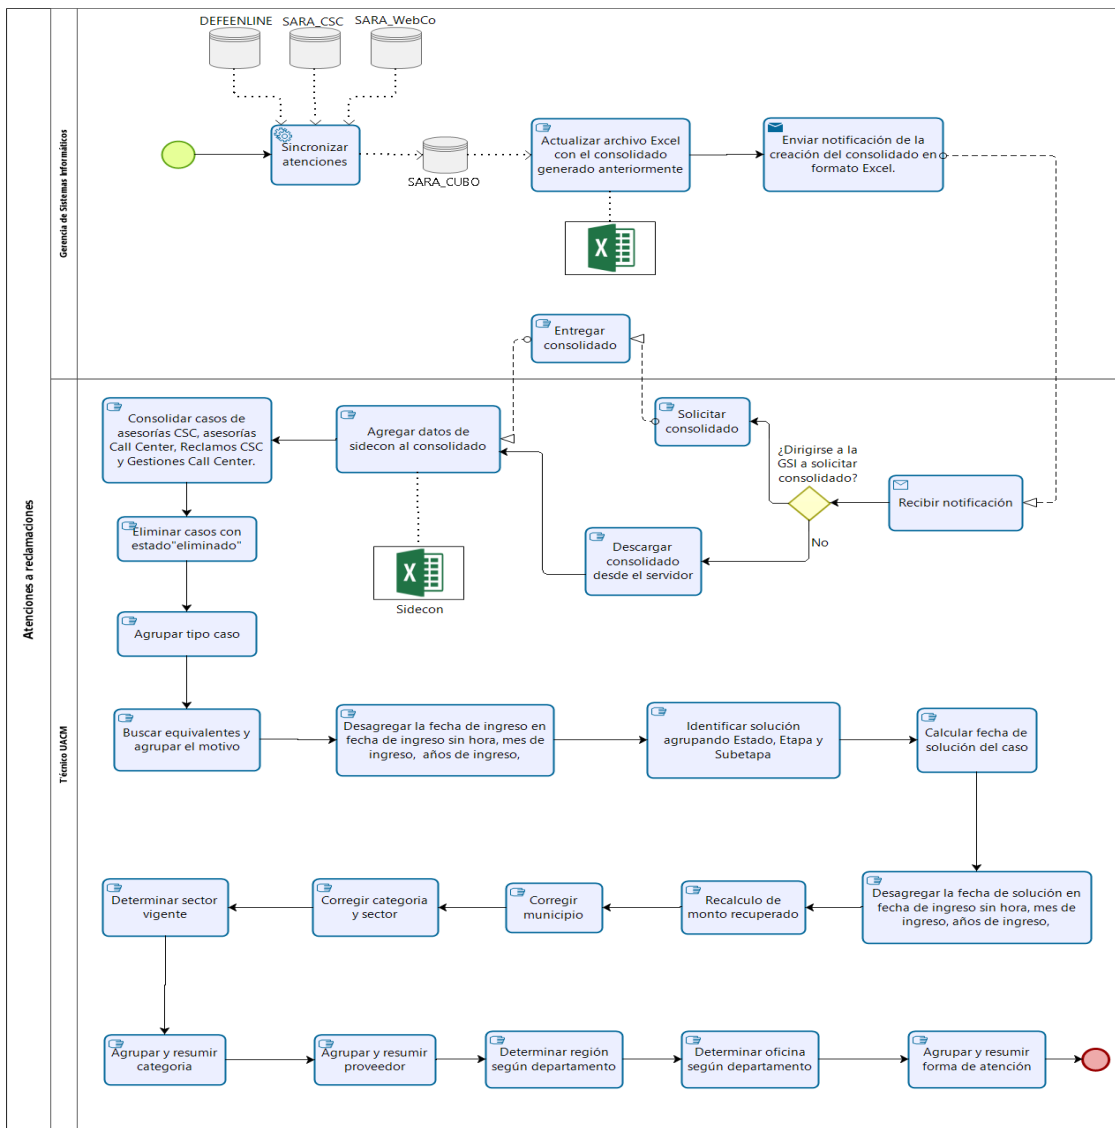 DEFEENLINE
SARA_CSC
SARA_WebCo
Sincronizar
atenciones
SARA_CUBO
Actualizar archivo Excel
con el consolidado
generado anteriormente
Enviar notificación de la
creación del consolidado en
formato Excel.
X
Entregar
consolidado
Gerencia de Sistemas Informáticos
Atenciones a reclamaciones
Técnico UACM
Consolidar casos de
asesorías CSC, asesorías
Call Center, Reclamos CSC
y Gestiones Call Center.
Agregar datos de
sidecon al consolidado
Solicitar
consolidado
¿Dirigirse a la
GSI a solicitar
consolidado?
Recibir notificación
No
Descargar
consolidado
desde el servidor
X
Sidecon
Eliminar casos con
estado"eliminado"
Agrupar tipo caso
Buscar equivalentes y
agrupar el motivo
Desagregar la fecha de ingreso en
fecha de ingreso sin hora, mes de
ingreso, años de ingreso,
Identificar solución
agrupando Estado, Etapa y
Subetapa
Calcular fecha de
solución del caso
Determinar sector
vigente
Corregir categoria
y sector
Corregir
municipio
Recalculo de
monto recuperado
Desagregar la fecha de solución en
fecha de ingreso sin hora, mes de
ingreso, años de ingreso,
Agrupar y resumir
categoria
Agrupar y resumir
proveedor
Determinar región
según departamento
Determinar oficina
según departamento
Agrupar y resumir
forma de atención